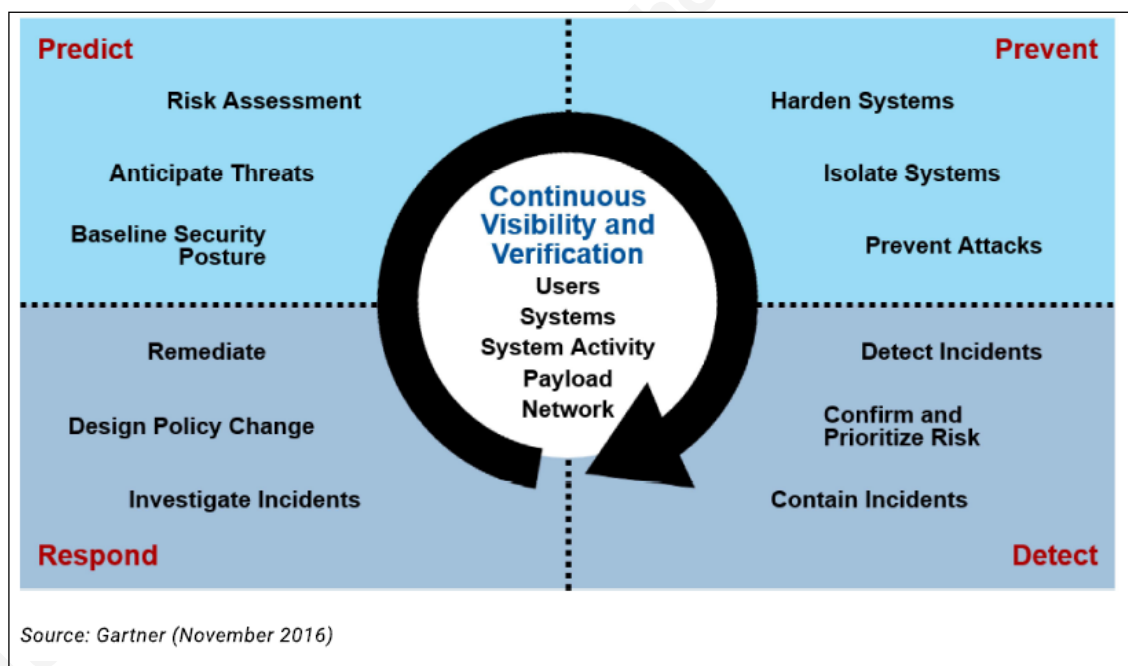 Predict
Risk Assessment
Anticipate Threats
Baseline Security
Posture
Prevent
Harden Systems
Isolate Systems
Prevent Attacks
Continuous
Visibility and
Verification
Users
Systems
System Activity
Payload
Network
Remediate
Design Policy Change
Investigate Incidents
Respond
Detect Incidents
Confirm and
Prioritize Risk
Contain Incidents
Detect
Source: Gartner (November 2016)